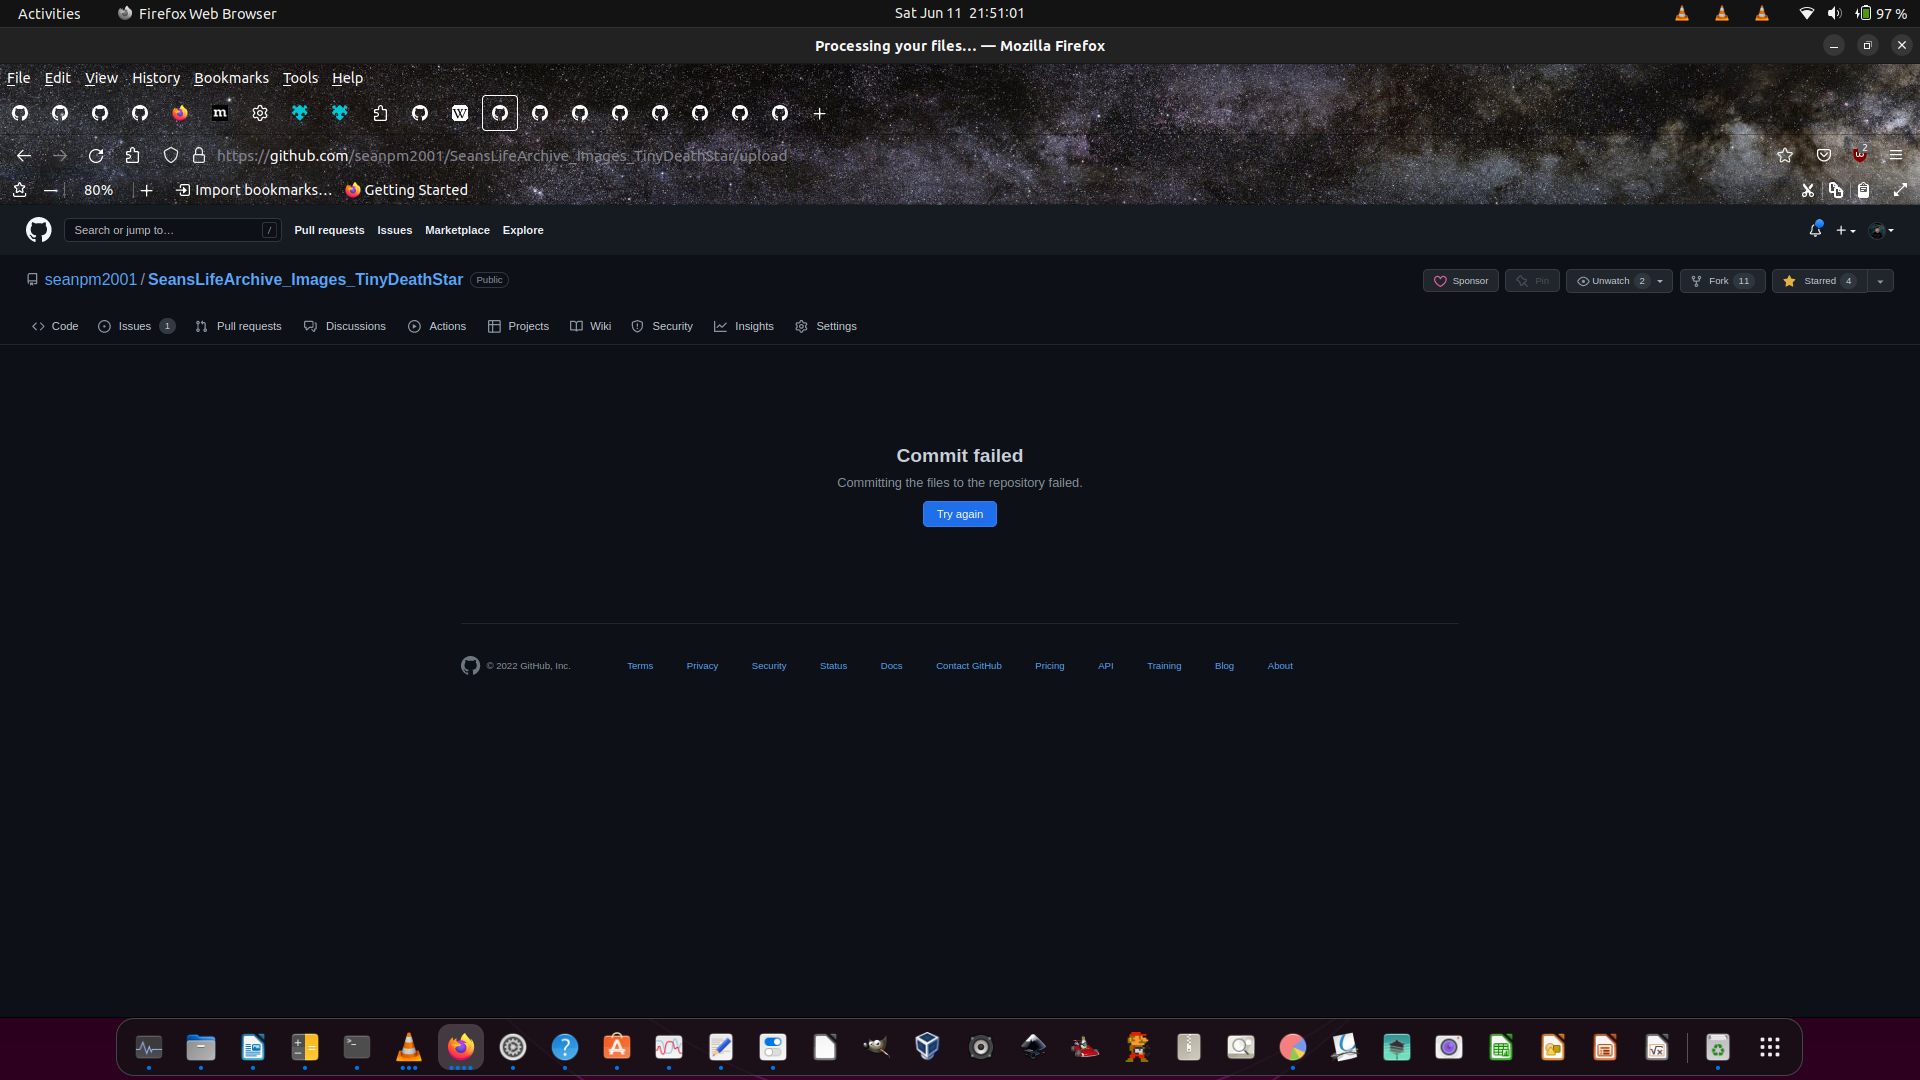 Activities Firefox Web Browser Sat Jun 11 21:51:01 97 %
Processing your files… — Mozilla Firefox
File Edit View History Bookmarks Tools Help
m W
https://github.com/seanpm2001/SeansLifeArchive_Images_TinyDeathStar/upload 2
80% Import bookmarks… Getting Started
Search or jump to… / Pull requests Issues Marketplace Explore
seanpm2001 / SeansLifeArchive_Images_TinyDeathStar Public Sponsor Pin Unwatch 2 Fork 11 Starred 4
Code Issues 1 Pull requests Discussions Actions Projects Wiki Security Insights Settings
Commit failed
Committing the files to the repository failed.
Try again
© 2022 GitHub, Inc. Terms Privacy Security Status Docs Contact GitHub Pricing API Training Blog About